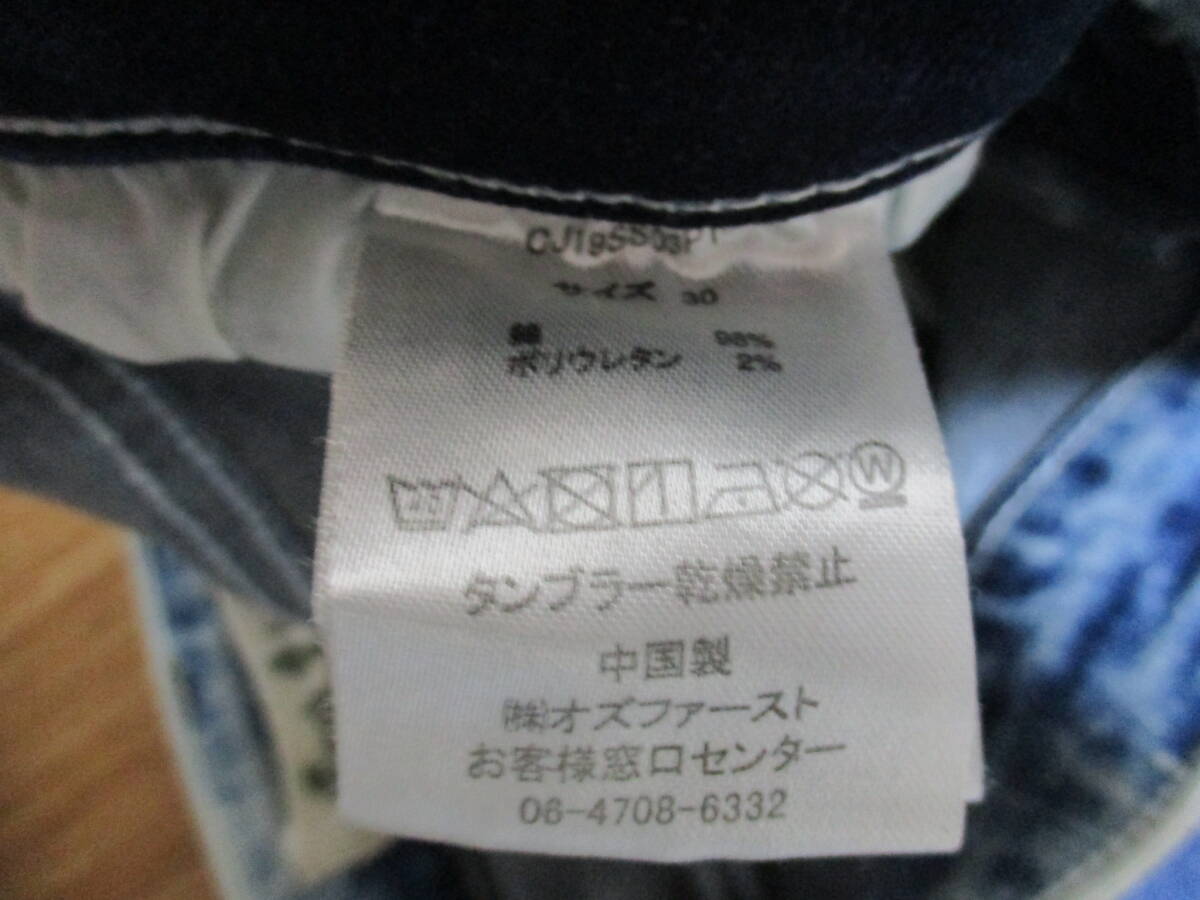 CJ19SS03PT
サイズ 30
綿 98%
ポリウレタン 2%
W
タンブラー乾燥禁止
中国製
㈱オズファースト
お客様窓口センター
06-4708-6332